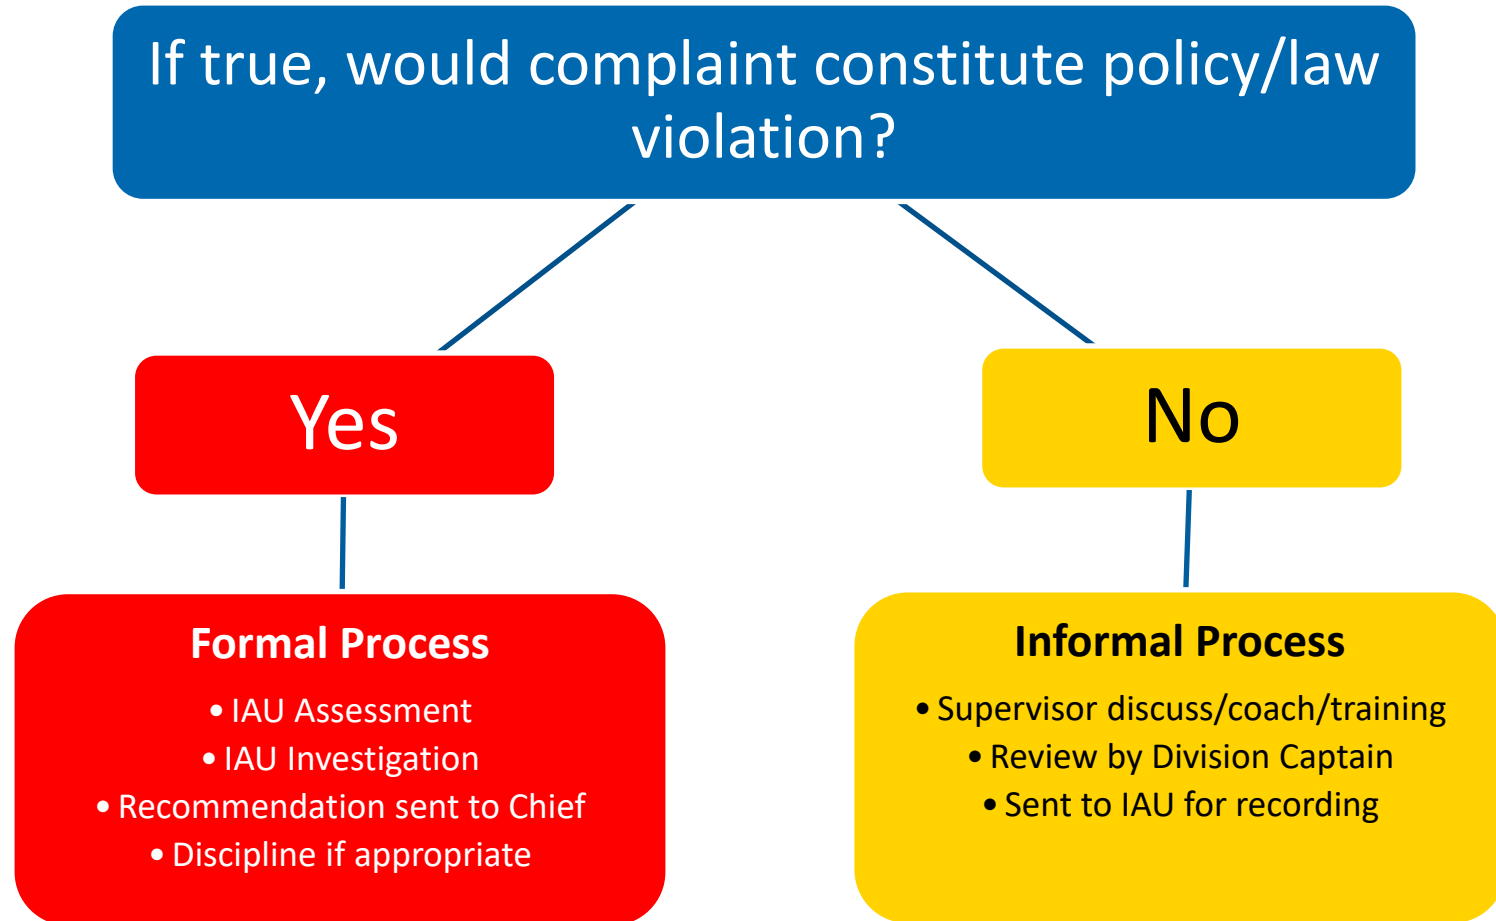 If true, would complaint constitute policy/law
violation?
Yes
No
Formal Process
• IAU Assessment
• IAU Investigation
• Recommendation sent to Chief
• Discipline if appropriate
Informal Process
• Supervisor discuss/coach/training
• Review by Division Captain
• Sent to IAU for recording